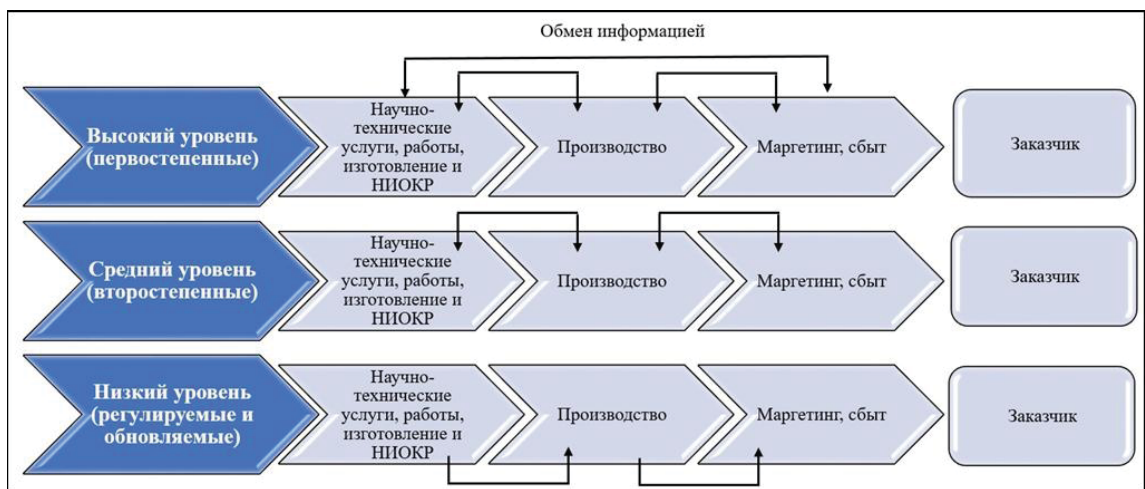 Обмен информацией
Высокий уровень
(первостепенные)
Научно-
технические
услуги, работы,
изготовление и
НИОКР
Производство
Маргетинг, сбыт
Заказчик
Средний уровень
(второстепенные)
Научно-
технические
услуги, работы,
изготовление и
НИОКР
Производство
Маргетинг, сбыт
Заказчик
Низкий уровень
(регулируемые и
обновляемые)
Научно-
технические
услуги, работы,
изготовление и
НИОКР
Производство
Маргетинг, сбыт
Заказчик